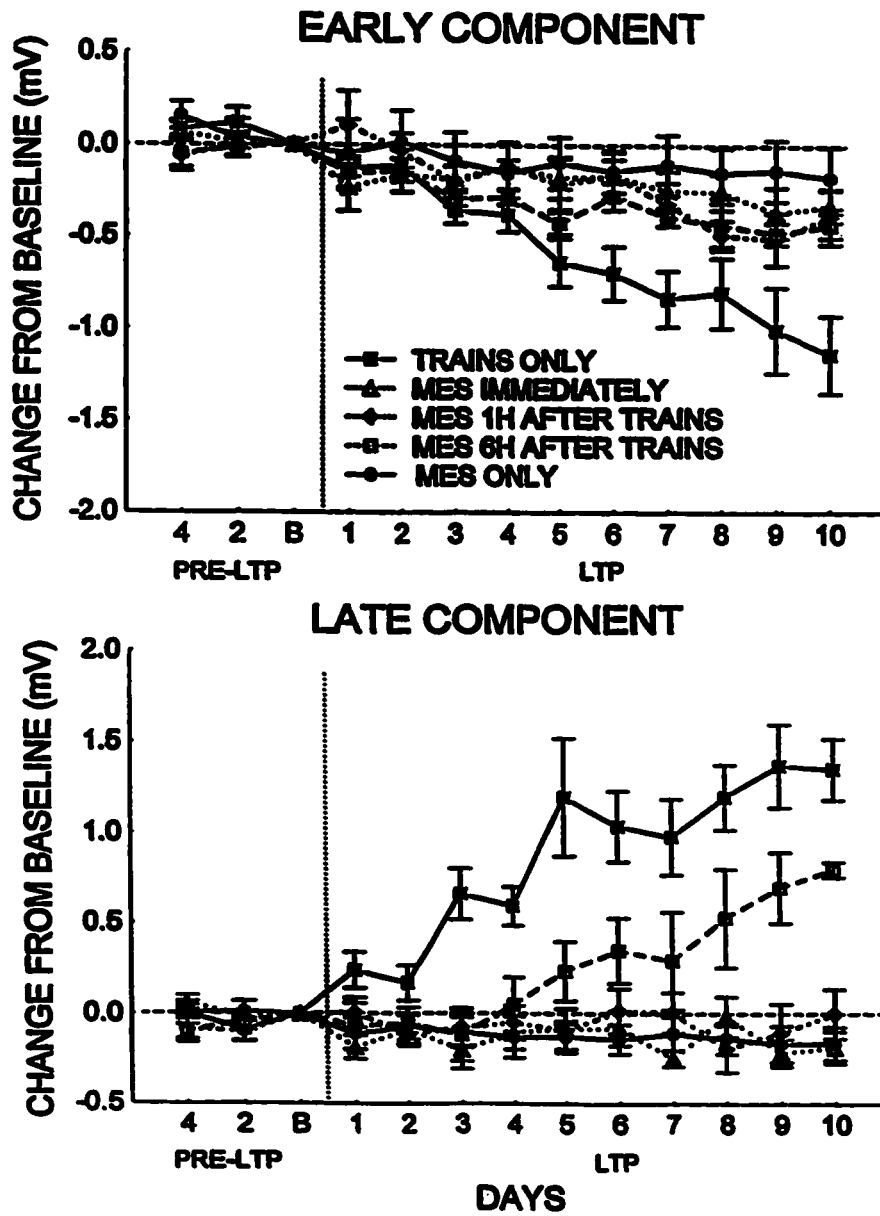 EARLY COMPONENT
CHANGE FROM BASELINE (mV)
0.5
0.0
-0.5
-1.0
-1.5
-2.0
TRAINS ONLY
MES IMMEDIATELY
MES 1H AFTER TRAINS
MES 6H AFTER TRAINS
MES ONLY
4 2 B 1 2 3 4 5 6 7 8 9 10
PRE-LTP LTP
LATE COMPONENT
CHANGE FROM BASELINE (mV)
2.0
1.5
1.0
0.5
0.0
-0.5
4 2 B 1 2 3 4 5 6 7 8 9 10
PRE-LTP LTP
DAYS